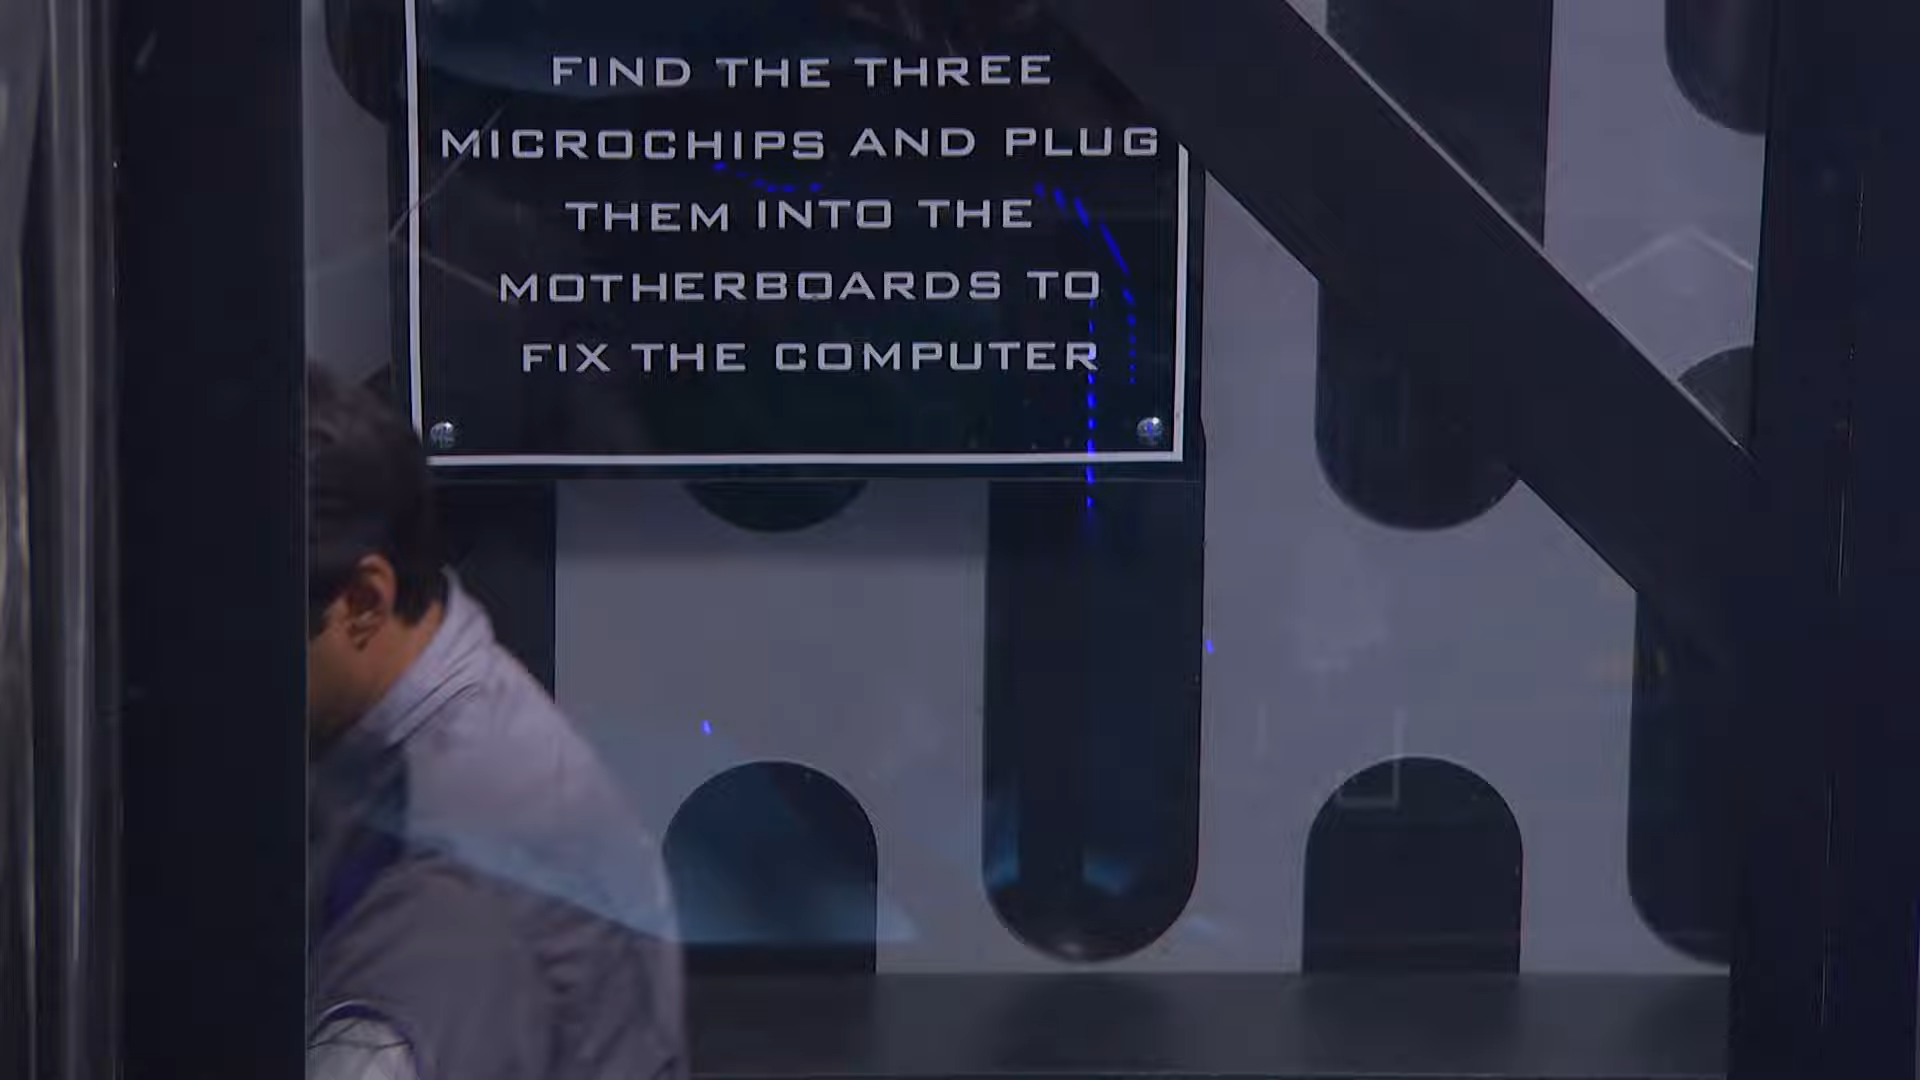 FIND THE THREE
MICROCHIPS AND PLUG
THEM INTO THE
MOTHERBOARDS TO
FIX THE COMPUTER